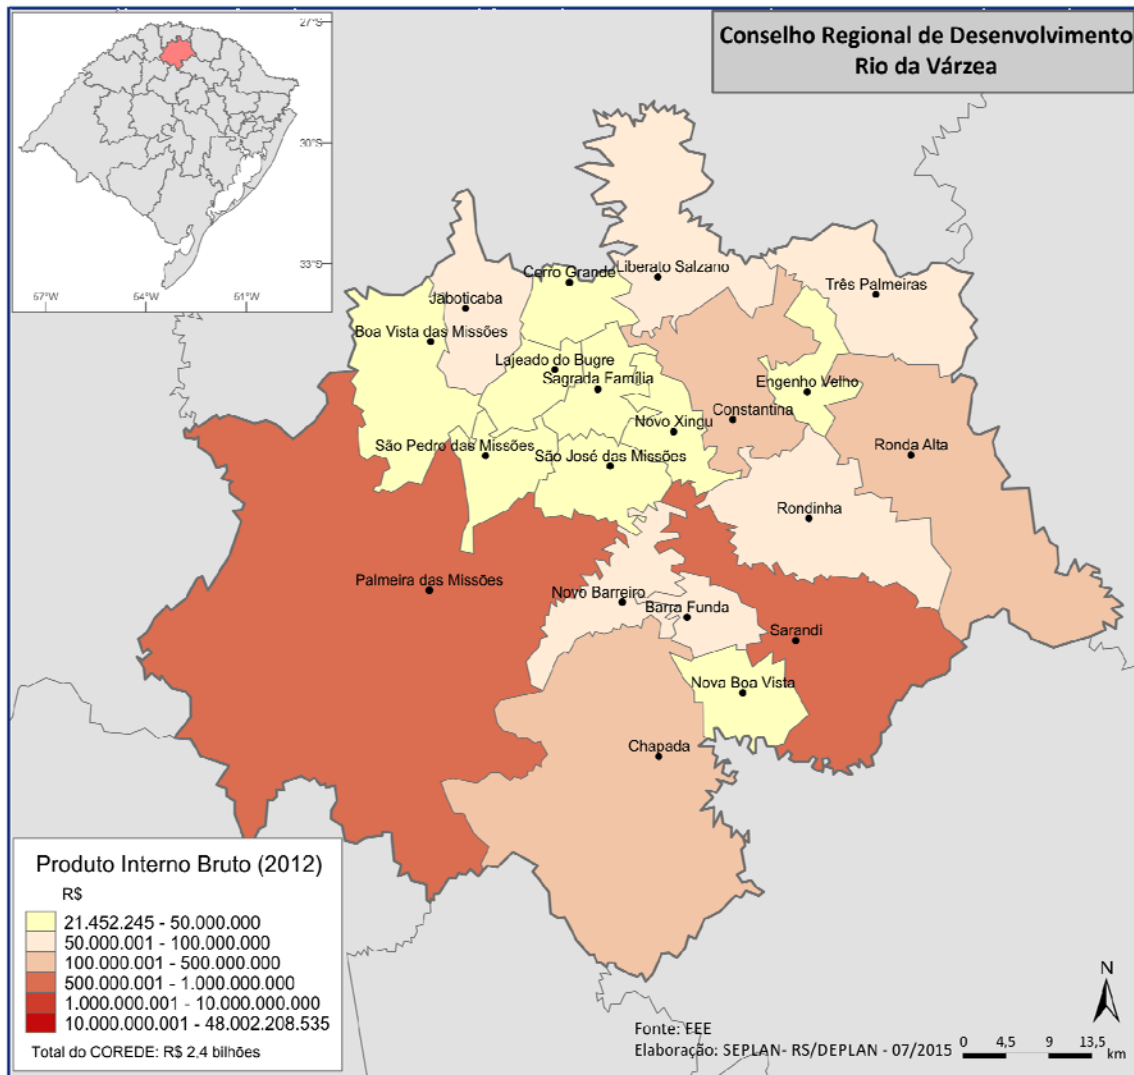 Conselho Regional de Desenvolvimento
Rio da Várzea
27°S
30°S
33°S
57°W
54°W
51°W
Cerro Grande
Liberato Salzano
Três Palmeiras
Jaboticaba
Boa Vista das Missões
Lajeado do Bugre
Sagrada Família
Engenho Velho
Constantina
Novo Xingu
Ronda Alta
São Pedro das Missões
São José das Missões
Rondinha
Palmeira das Missões
Novo Barreiro
Barra Funda
Sarandi
Nova Boa Vista
Chapada
Produto Interno Bruto (2012)
R$
21.452.245 - 50.000.000
50.000.001 - 100.000.000
100.000.001 - 500.000.000
500.000.001 - 1.000.000.000
1.000.000.001 - 10.000.000.000
10.000.000.001 - 48.002.208.535
Total do COREDE: R$ 2,4 bilhões
Fonte: FEE
Elaboração: SEPLAN- RS/DEPLAN - 07/2015
N
0 4,5 9 13,5
km